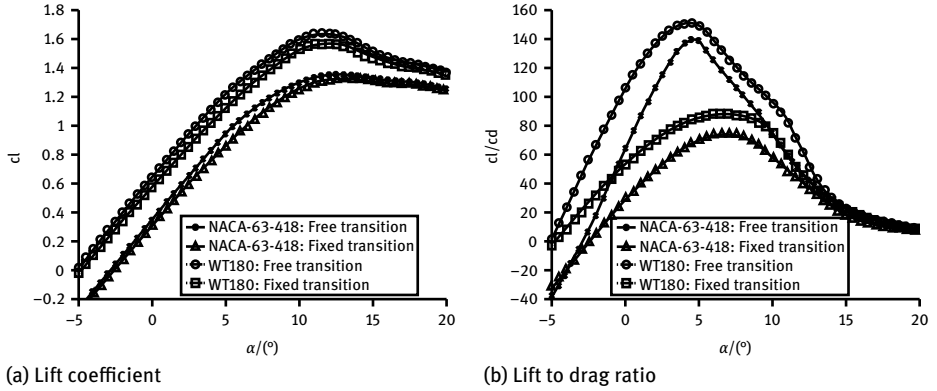 1.8
1.6
1.4
1.2
1
0.8
0.6
0.4
0.2
0
−0.2
cl
NACA-63-418: Free transition
NACA-63-418: Fixed transition
WT180: Free transition
WT180: Fixed transition
−5 0 5 10 15 20
α/(°)
(a) Lift coefficient
160
140
120
100
80
60
40
20
0
−20
−40
cl/cd
NACA-63-418: Free transition
NACA-63-418: Fixed transition
WT180: Free transition
WT180: Fixed transition
−5 0 5 10 15 20
α/(°)
(b) Lift to drag ratio